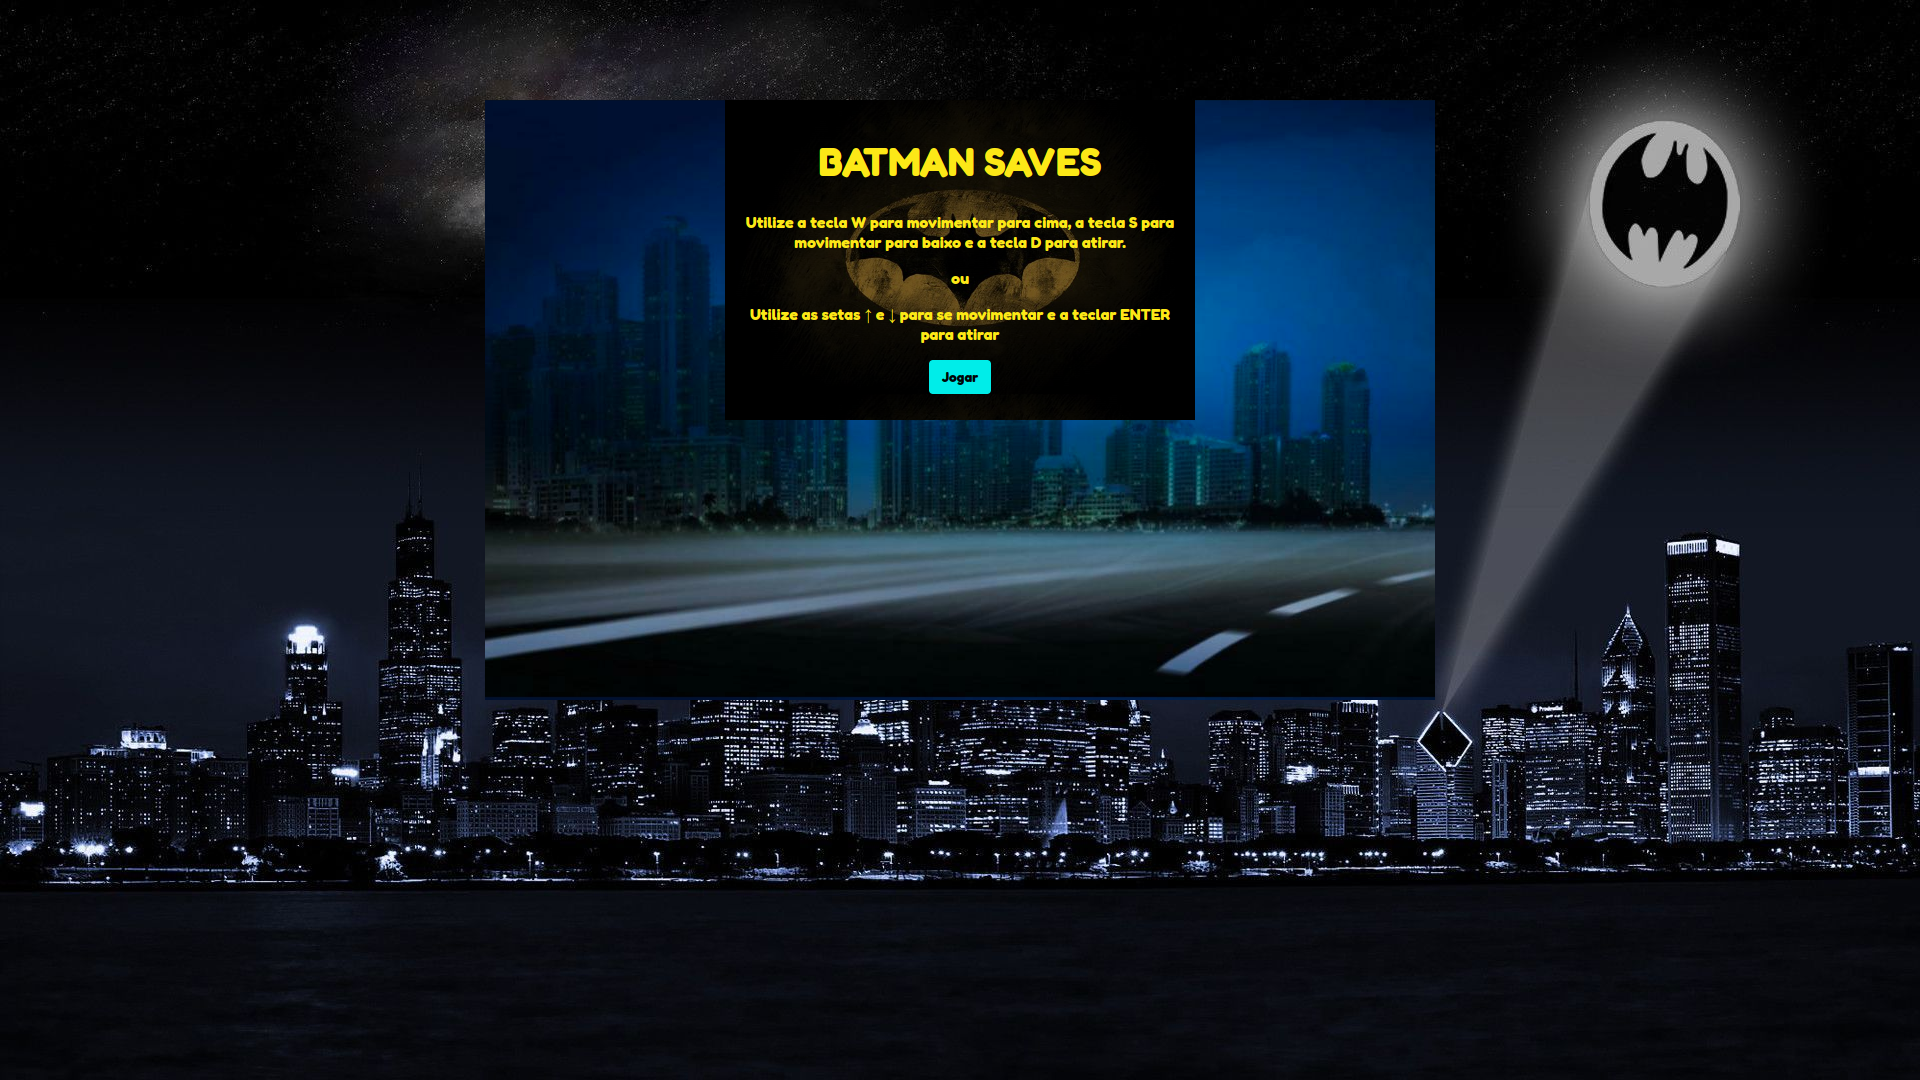 BATMAN SAVES
Utilize a tecla W para movimentar para cima, a tecla S para
movimentar para baixo e a tecla D para atirar.
ou
Utilize as setas ↑ e ↓ para se movimentar e a teclar ENTER
para atirar
Jogar